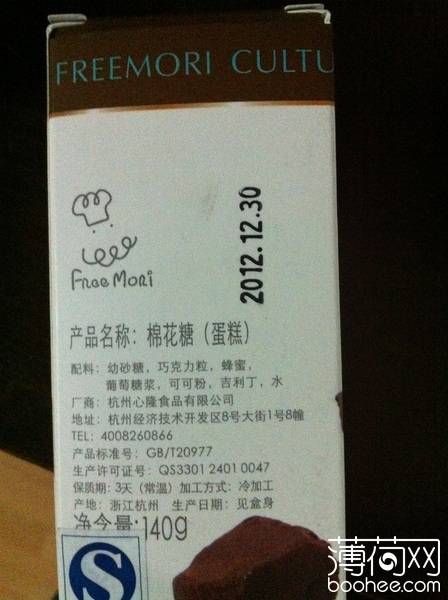 FREEMORI CULTU
Free Mori
2012.12.30
产品名称：棉花糖（蛋糕）
配料：幼砂糖，巧克力粒，蜂蜜，
葡萄糖浆，可可粉，吉利丁，水
厂商：杭州心隆食品有限公司
地址：杭州经济技术开发区8号大街1号8幢
TEL：4008260866
产品标准号：GB/T20977
生产许可证号：QS3301 2401 0047
保质期：3天（常温）加工方式：冷加工
产地：浙江杭州　生产日期：见盒身
净含量:140g
S
薄荷网
boohee.com